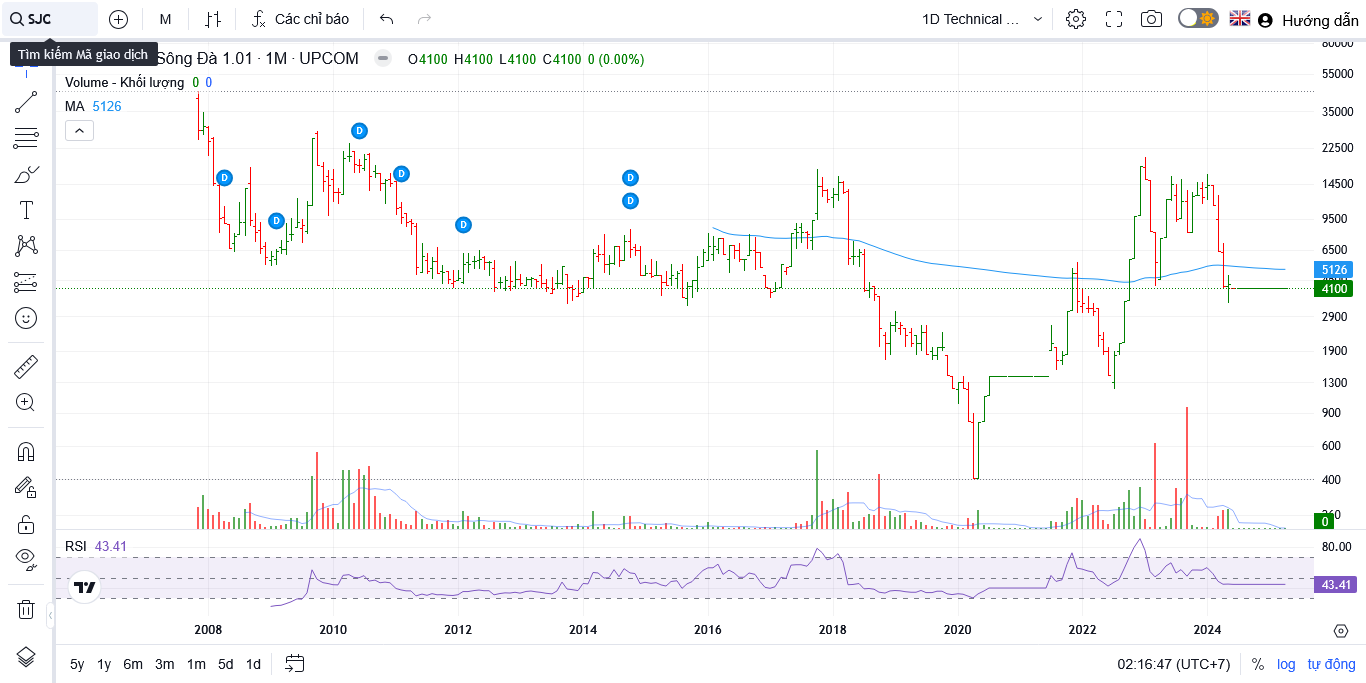 SJC
M
Các chỉ báo
1D Technical ...
Hướng dẫn
Tìm kiếm Mã giao dịch
Sông Đà 1.01 · 1M · UPCOM
O4100 H4100 L4100 C4100 0 (0.00%)
Volume - Khối lượng 0 0
MA 5126
D
D
D
D
D
D
D
80000
55000
35000
22500
14500
9500
6500
5126
4100
2900
1900
1300
900
600
400
0
RSI 43.41
80.00
43.41
2008 2010 2012 2014 2016 2018 2020 2022 2024
5y 1y 6m 3m 1m 5d 1d
02:16:47 (UTC+7) % log tự động